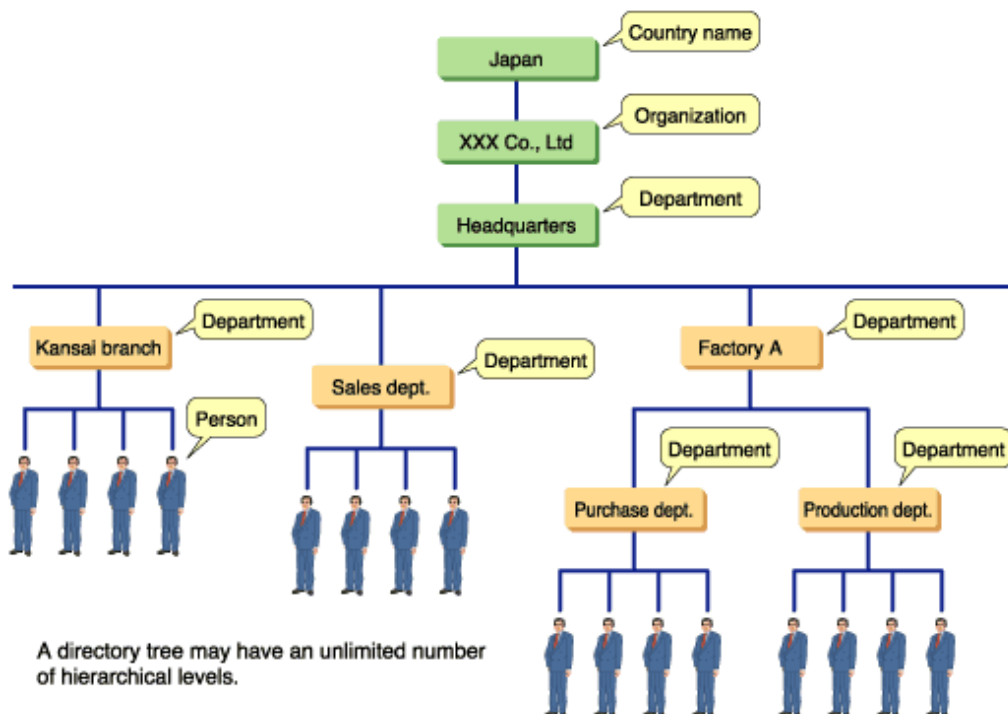 Country name
Japan
Organization
XXX Co., Ltd
Department
Headquarters
Department
Kansai branch
Department
Sales dept.
Department
Factory A
Person
Department
Purchase dept.
Department
Production dept.
A directory tree may have an unlimited number
of hierarchical levels.